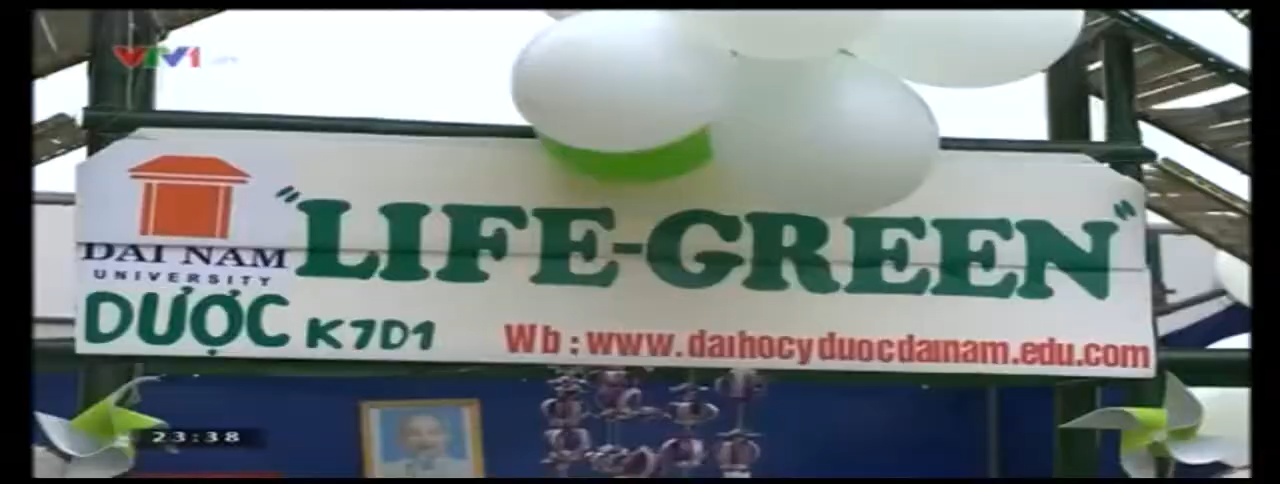 VTV1
"LIFE-GREEN"
DAI NAM
UNIVERSITY
DƯỢC K7D1
Wb:www.daihocyduocdainam.edu.com
23:38